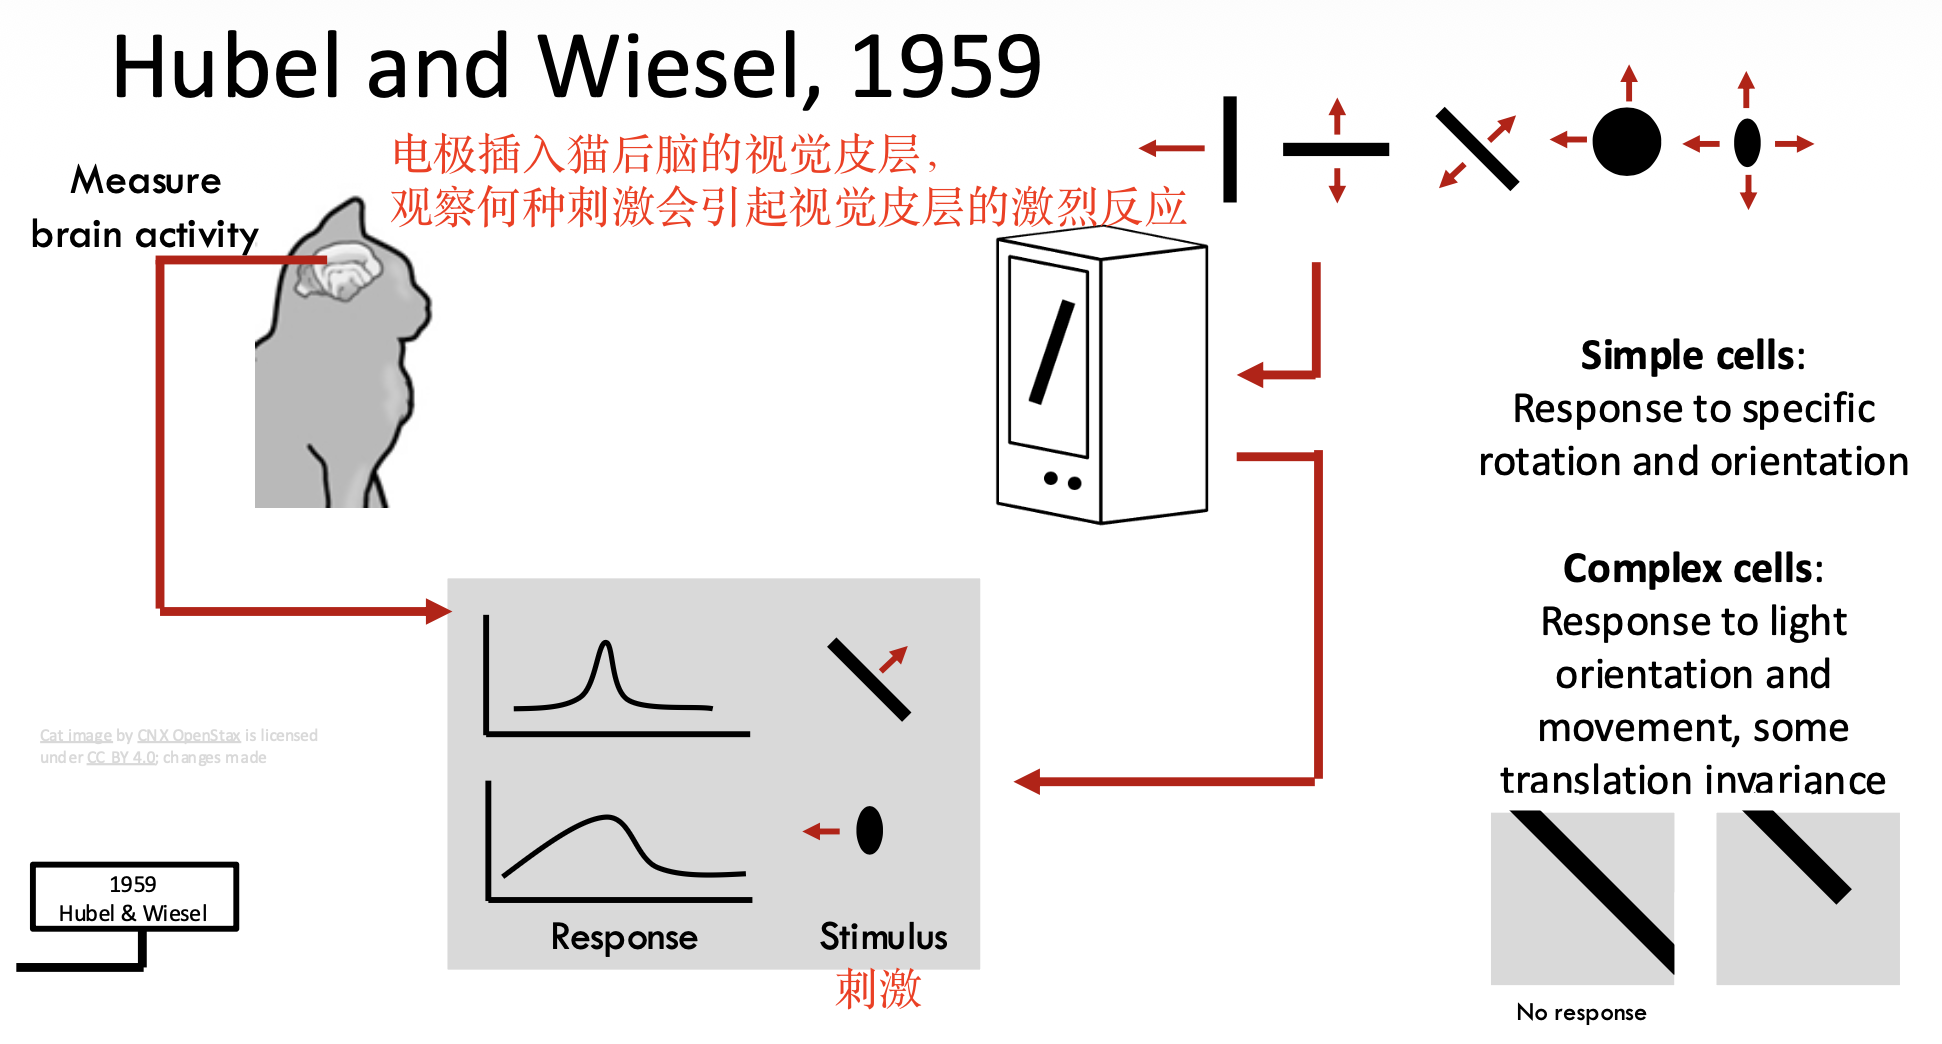 Hubel and Wiesel, 1959
电极插入猫后脑的视觉皮层，
观察何种刺激会引起视觉皮层的激烈反应
Measure
brain activity
Simple cells:
Response to specific
rotation and orientation
Complex cells:
Response to light
orientation and
movement, some
translation invariance
No response
Response
Stimulus
刺激
Cat image by CNX OpenStax is licensed
under CC BY 4.0; changes made
1959
Hubel & Wiesel